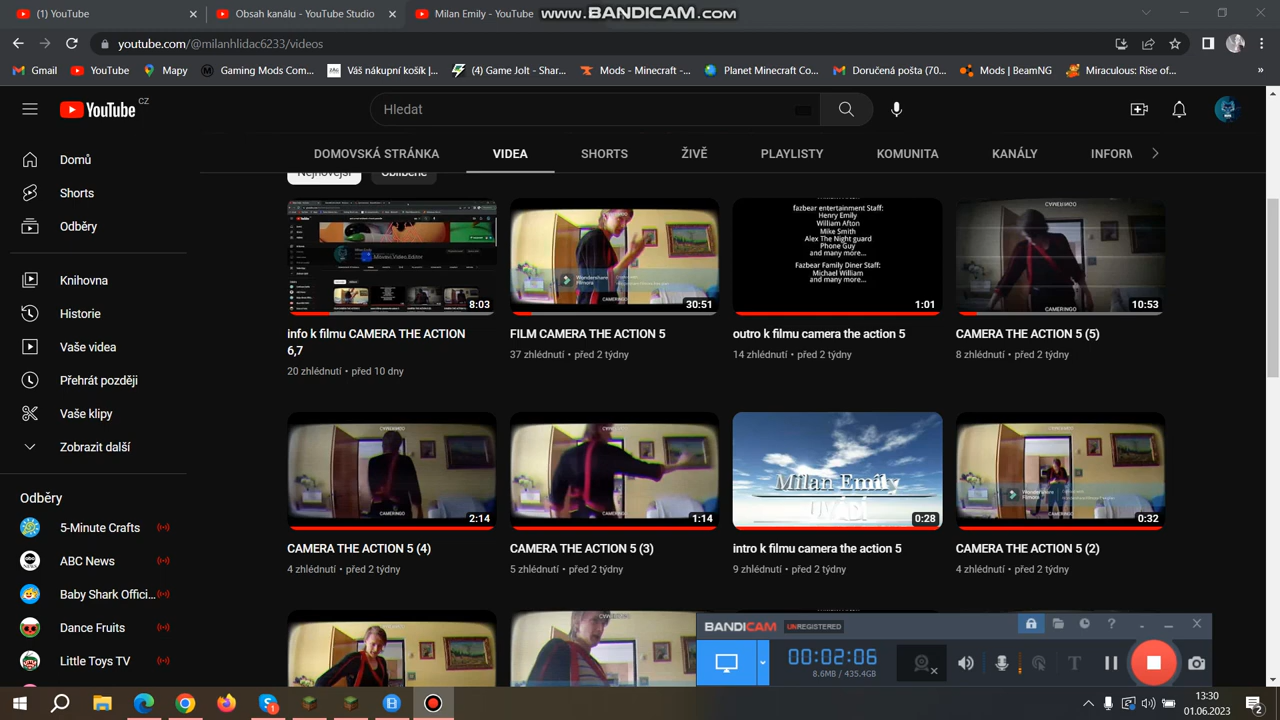 (1) YouTube
Obsah kanálu - YouTube Studio
Milan Emily - YouTube
www.BANDICAM.com
youtube.com/@milanhlidac6233/videos
Gmail
YouTube
Mapy
Gaming Mods Com...
Váš nákupní košík |...
(4) Game Jolt - Shar...
Mods - Minecraft -...
Planet Minecraft Co...
Doručená pošta (70...
Mods | BeamNG
Miraculous: Rise of...
»
YouTube CZ
Hledat
Domů
Shorts
Odběry
Knihovna
Historie
Vaše videa
Přehrát později
Vaše klipy
Zobrazit další
Odběry
5-Minute Crafts
ABC News
Baby Shark Offici...
Dance Fruits
Little Toys TV
DOMOVSKÁ STRÁNKA
VIDEA
SHORTS
ŽIVĚ
PLAYLISTY
KOMUNITA
KANÁLY
INFORM
Nejnovější
Oblíbené
8:03
info k filmu CAMERA THE ACTION
6,7
20 zhlédnutí • před 10 dny
Wondershare
Filmora
30:51
FILM CAMERA THE ACTION 5
37 zhlédnutí • před 2 týdny
fazbear entertainment Staff:
Henry Emily
William Afton
Mike Smith
Alex The Night guard
Phone Guy
and many more...
Fazbear Family Diner Staff:
Michael William
and many more...
1:01
outro k filmu camera the action 5
14 zhlédnutí • před 2 týdny
CAMERINGO
10:53
CAMERA THE ACTION 5 (5)
8 zhlédnutí • před 2 týdny
CAMERINGO
2:14
CAMERA THE ACTION 5 (4)
4 zhlédnutí • před 2 týdny
CAMERINGO
1:14
CAMERA THE ACTION 5 (3)
5 zhlédnutí • před 2 týdny
Milan Emily
0:28
intro k filmu camera the action 5
9 zhlédnutí • před 2 týdny
Wondershare
Filmora
CAMERINGO
0:32
CAMERA THE ACTION 5 (2)
4 zhlédnutí • před 2 týdny
BANDICAM
UNREGISTERED
00:02:06
8.6MB / 435.4GB
13:30
01.06.2023